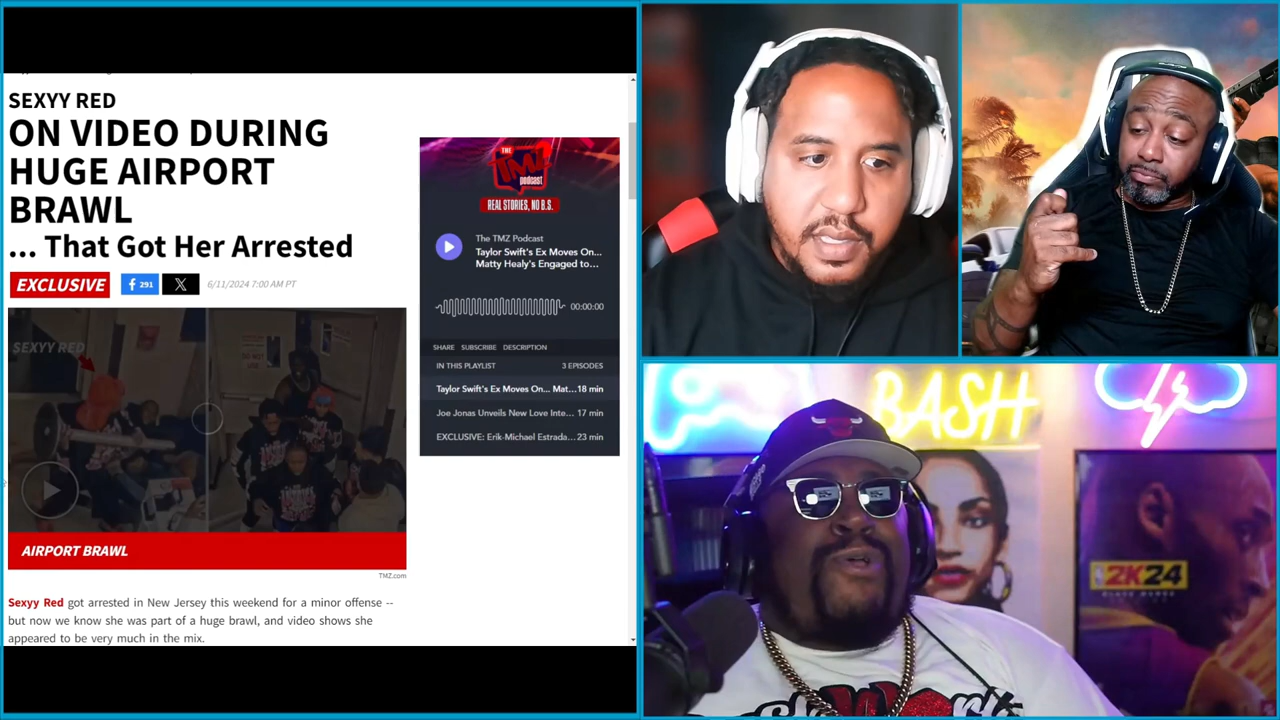 SEXYY RED
ON VIDEO DURING
HUGE AIRPORT
BRAWL
... That Got Her Arrested
EXCLUSIVE
291
6/11/2024 7:00 AM PT
SEXYY RED
AIRPORT BRAWL
TMZ.com
Sexyy Red got arrested in New Jersey this weekend for a minor offense --
but now we know she was part of a huge brawl, and video shows she
appeared to be very much in the mix.
THE
TMZ
podcast
REAL STORIES, NO B.S.
The TMZ Podcast
Taylor Swift's Ex Moves On...
Matty Healy's Engaged to...
00:00:00
SHARE SUBSCRIBE DESCRIPTION
IN THIS PLAYLIST 3 EPISODES
Taylor Swift's Ex Moves On... Mat... 18 min
Joe Jonas Unveils New Love Inte... 17 min
EXCLUSIVE: Erik-Michael Estrada... 23 min
BASH
2K24